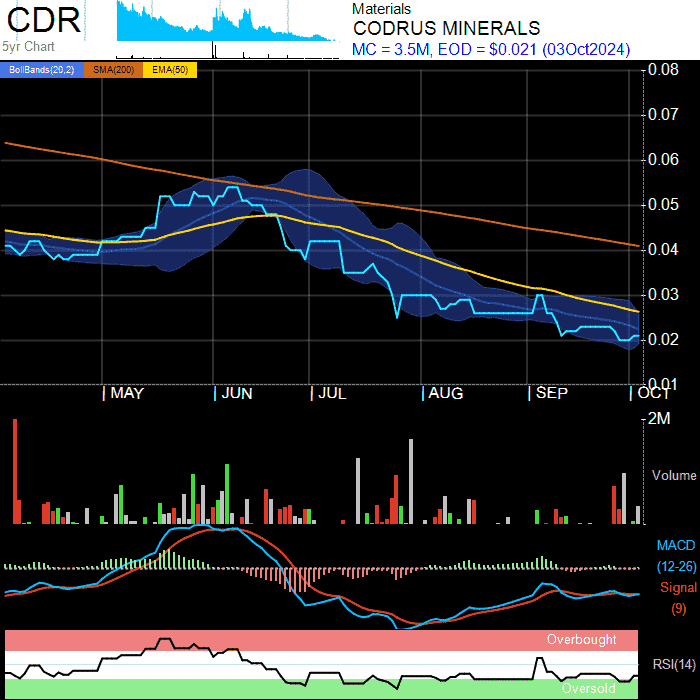 CDR
5yr Chart
Materials
CODRUS MINERALS
MC = 3.5M, EOD = $0.021 (03Oct2024)
BollBands(20,2) SMA(200) EMA(50)
0.08
0.07
0.06
0.05
0.04
0.03
0.02
0.01
MAY JUN JUL AUG SEP OCT
2M
Volume
MACD
(12-26)
Signal
(9)
Overbought
RSI(14)
Oversold